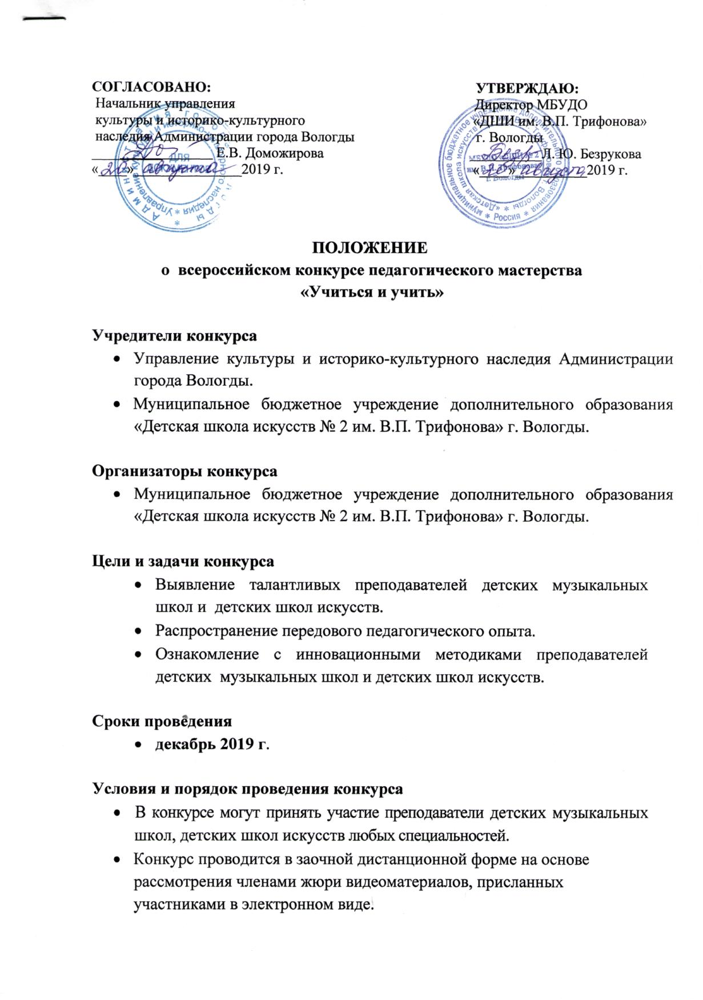 СОГЛАСОВАНО:
Начальник управления
культуры и историко-культурного
наследия Администрации города Вологды
Е.В. Доможирова
«20» августа 2019 г.
УТВЕРЖДАЮ:
Директор МБУДО
«ДШИ им. В.П. Трифонова»
г. Вологды
Л. Ю. Безрукова
«20» августа 2019 г.
ПОЛОЖЕНИЕ
о всероссийском конкурсе педагогического мастерства
«Учиться и учить»
Учредители конкурса
• Управление культуры и историко-культурного наследия Администрации
города Вологды.
• Муниципальное бюджетное учреждение дополнительного образования
«Детская школа искусств № 2 им. В.П. Трифонова» г. Вологды.
Организаторы конкурса
• Муниципальное бюджетное учреждение дополнительного образования
«Детская школа искусств № 2 им. В.П. Трифонова» г. Вологды.
Цели и задачи конкурса
• Выявление талантливых преподавателей детских музыкальных
школ и детских школ искусств.
• Распространение передового педагогического опыта.
• Ознакомление с инновационными методиками преподавателей
детских музыкальных школ и детских школ искусств.
Сроки проведения
• декабрь 2019 г.
Условия и порядок проведения конкурса
• В конкурсе могут принять участие преподаватели детских музыкальных
школ, детских школ искусств любых специальностей.
• Конкурс проводится в заочной дистанционной форме на основе
рассмотрения членами жюри видеоматериалов, присланных
участниками в электронном виде.